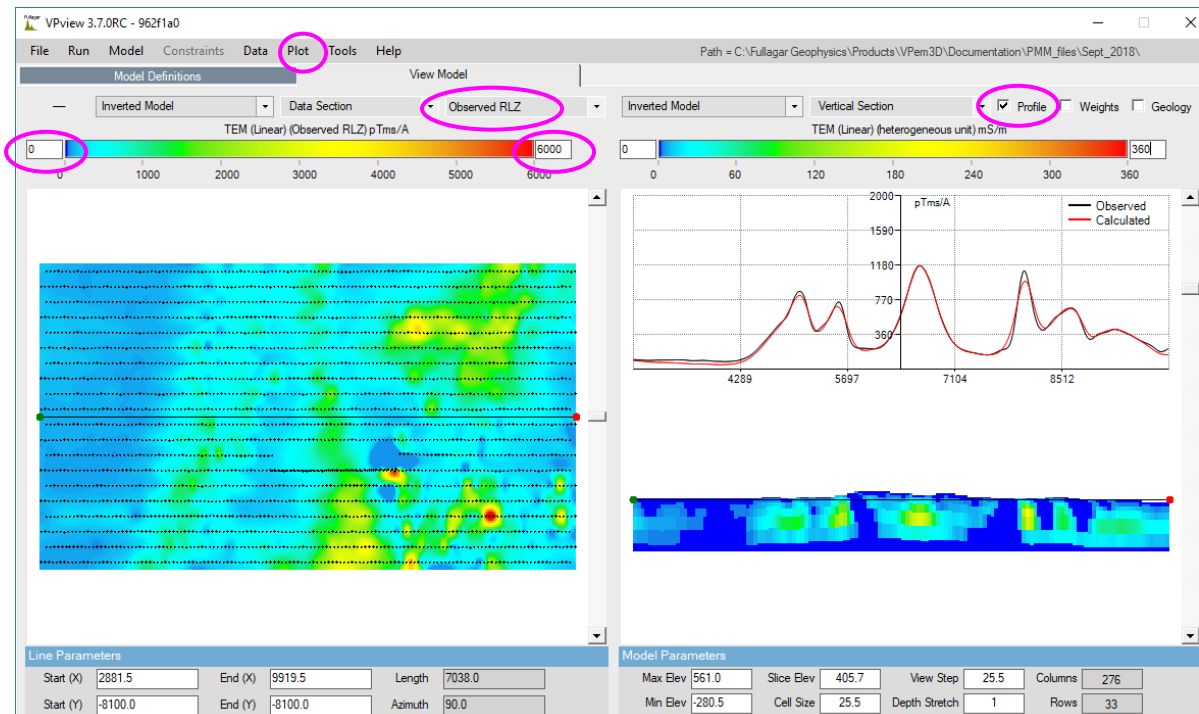 VPview 3.7.0RC - 962f1a0
File Run Model Constraints Data Plot Tools Help Path = C:\Fullagar Geophysics\Products\VPem3D\Documentation\PMM_files\Sept_2018\
Model Definitions View Model
— Inverted Model Data Section Observed RLZ Inverted Model Vertical Section Profile Weights Geology
TEM (Linear) (Observed RLZ) pTms/A TEM (Linear) (heterogeneous unit) mS/m
0 6000 0 360
0 1000 2000 3000 4000 5000 6000 0 60 120 180 240 300 360
2000 pTms/A Observed
Calculated
1590
1180
770
360
4289 5697 7104 8512
Line Parameters Model Parameters
Start (X) 2881.5 End (X) 9919.5 Length 7038.0 Max Elev 561.0 Slice Elev 405.7 View Step 25.5 Columns 276
Start (Y) -8100.0 End (Y) -8100.0 Azimuth 90.0 Min Elev -280.5 Cell Size 25.5 Depth Stretch 1 Rows 33